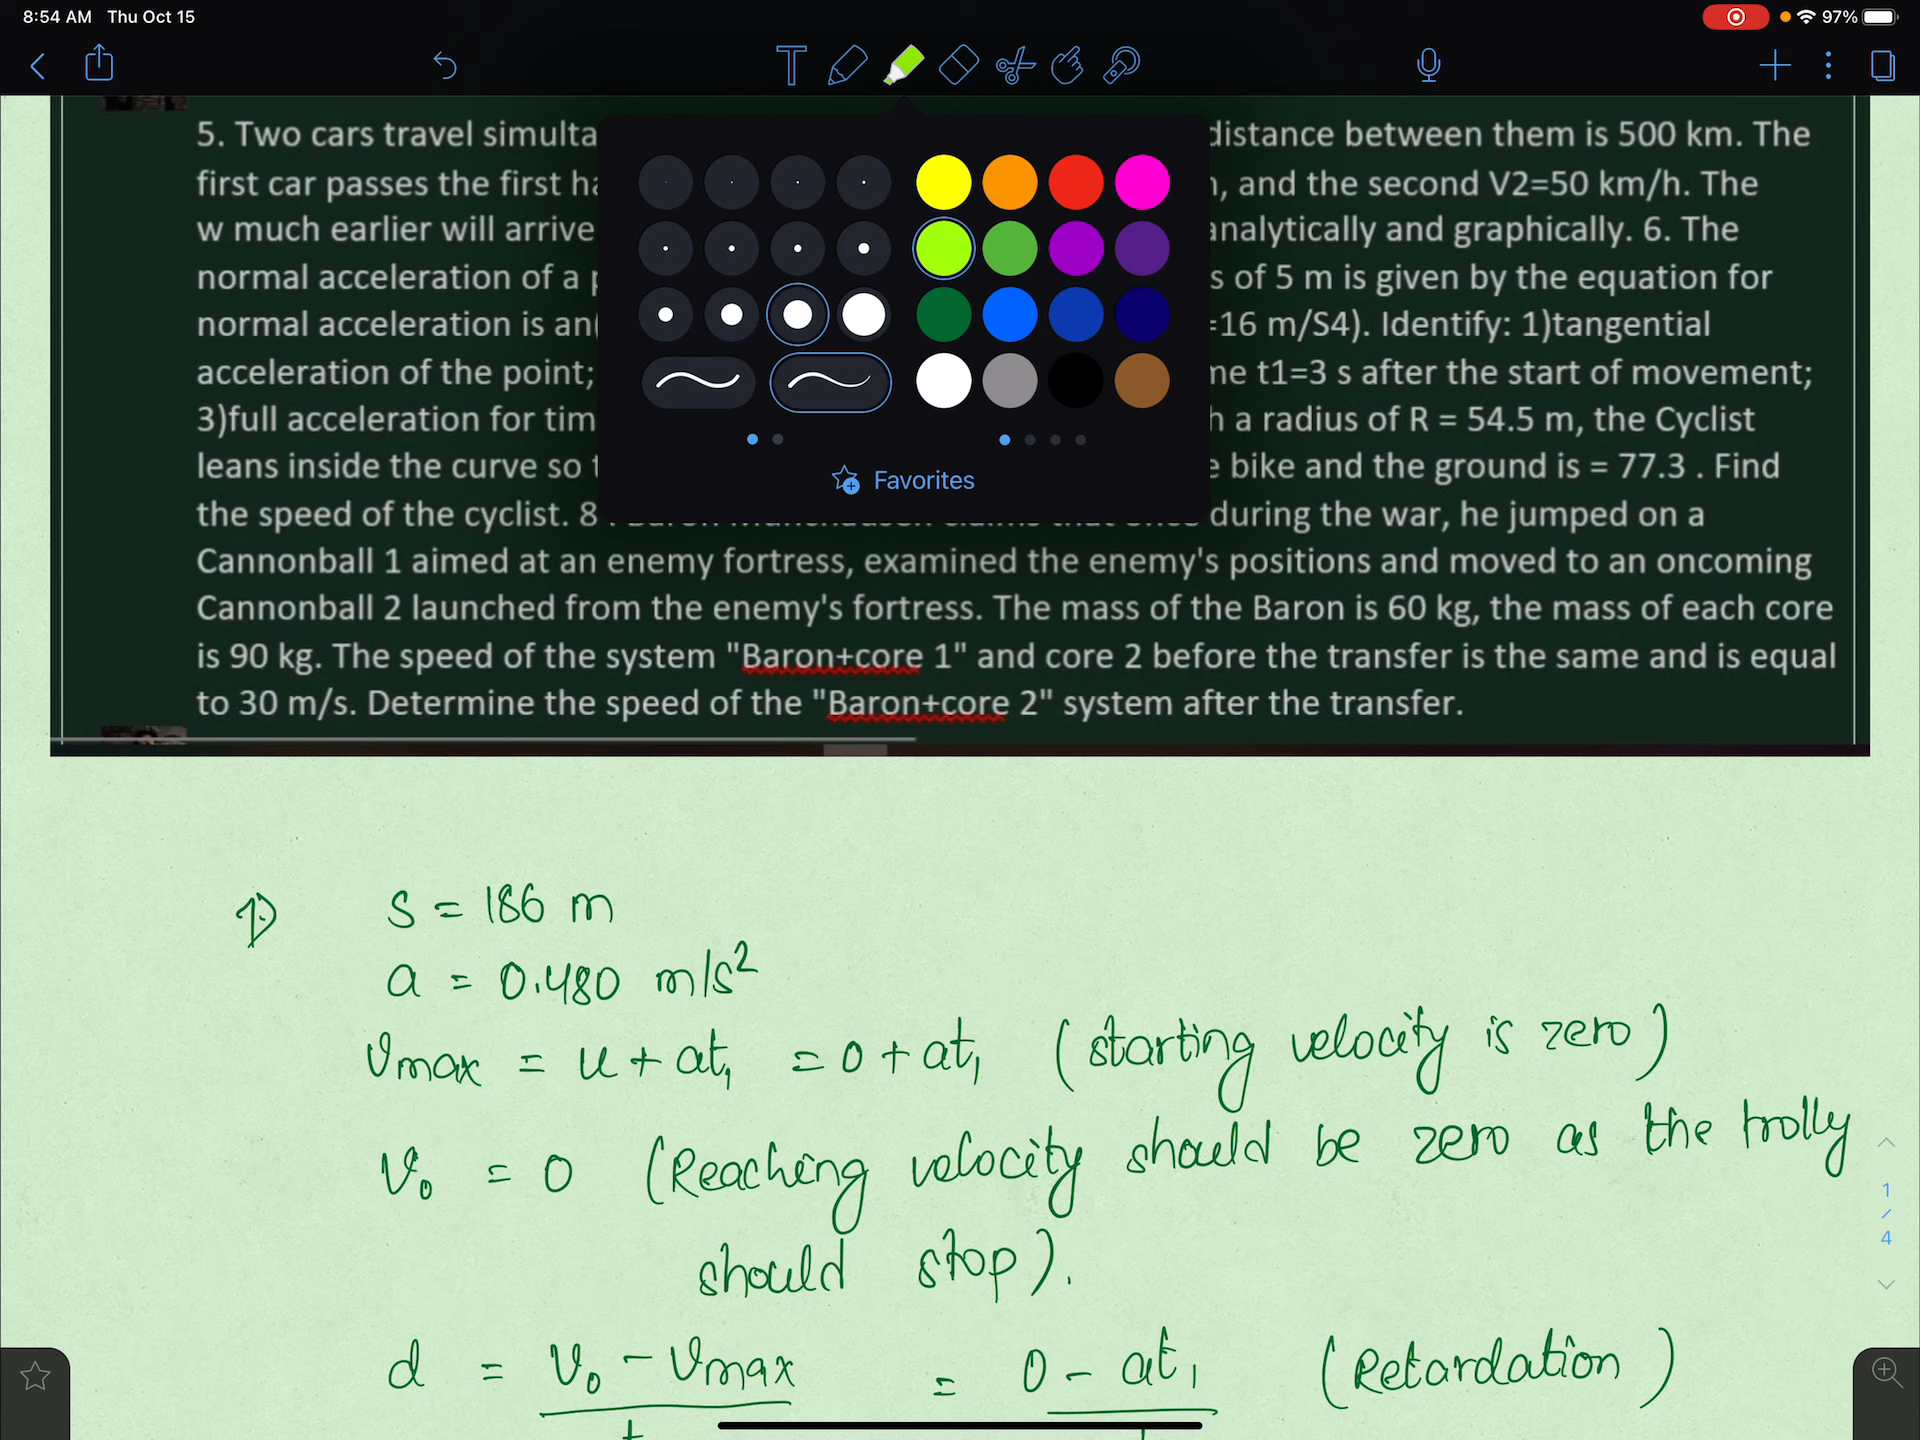 8:54 AM Thu Oct 15
97%
5. Two cars travel simulta distance between them is 500 km. The
first car passes the first ha , and the second V2=50 km/h. The
w much earlier will arrive analytically and graphically. 6. The
normal acceleration of a p s of 5 m is given by the equation for
normal acceleration is an( =16 m/S4). Identify: 1)tangential
acceleration of the point; me t1=3 s after the start of movement;
3)full acceleration for tim h a radius of R = 54.5 m, the Cyclist
leans inside the curve so t e bike and the ground is = 77.3 . Find
the speed of the cyclist. 8 during the war, he jumped on a
Cannonball 1 aimed at an enemy fortress, examined the enemy's positions and moved to an oncoming
Cannonball 2 launched from the enemy's fortress. The mass of the Baron is 60 kg, the mass of each core
is 90 kg. The speed of the system "Baron+core 1" and core 2 before the transfer is the same and is equal
to 30 m/s. Determine the speed of the "Baron+core 2" system after the transfer.
Favorites
1)
s = 186 m
a = 0.480 m/s²
vmax = u + at₁ = 0 + at₁ (starting velocity is zero)
v₀ = 0 (Reaching velocity should be zero as the trolly
should stop).
d = v₀ - vmax = 0 - at₁ (Retardation)
1
/
4